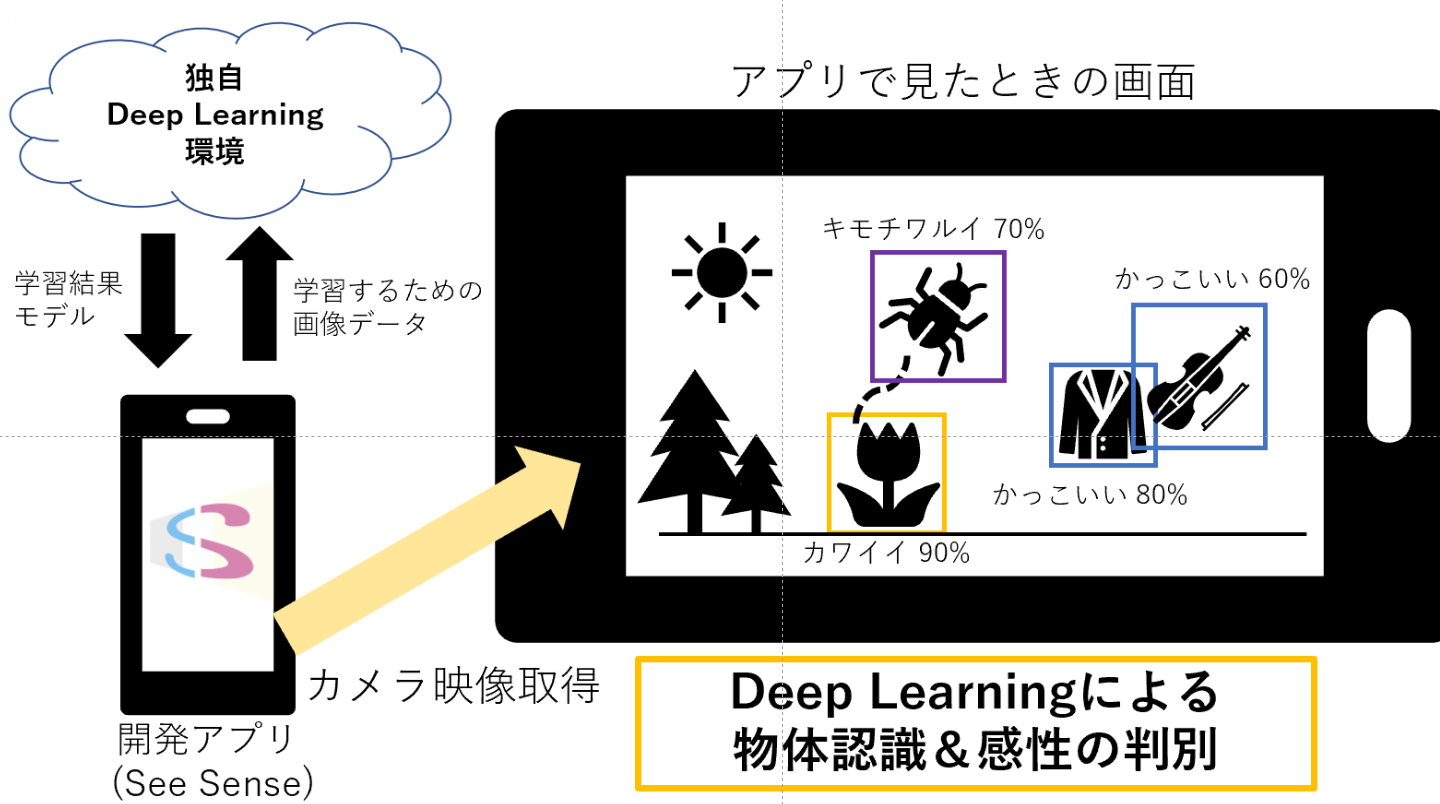 独自
Deep Learning
環境
学習結果
モデル
学習するための
画像データ
開発アプリ
(See Sense)
カメラ映像取得
アプリで見たときの画面
キモチワルイ 70%
かっこいい 60%
かっこいい 80%
カワイイ 90%
Deep Learningによる
物体認識＆感性の判別